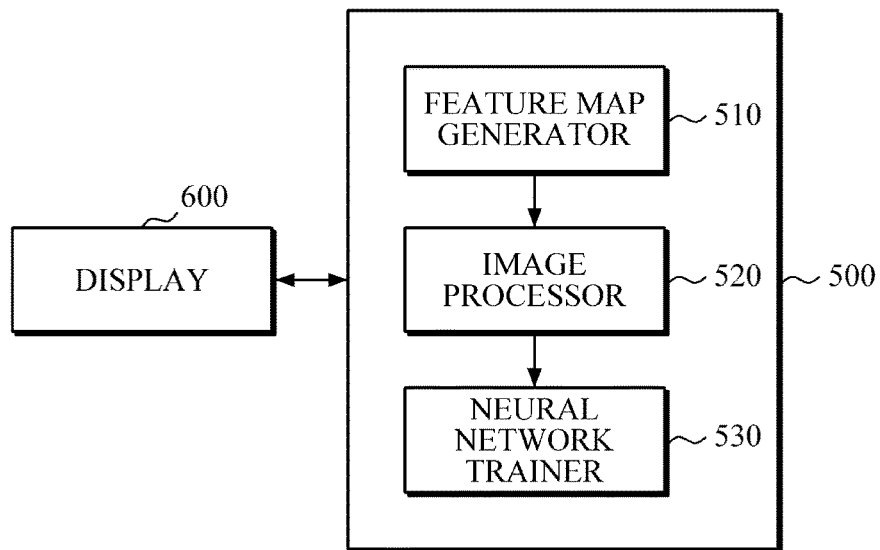 FEATURE MAP
GENERATOR
510
600
DISPLAY
IMAGE
PROCESSOR
520
500
NEURAL
NETWORK
TRAINER
530